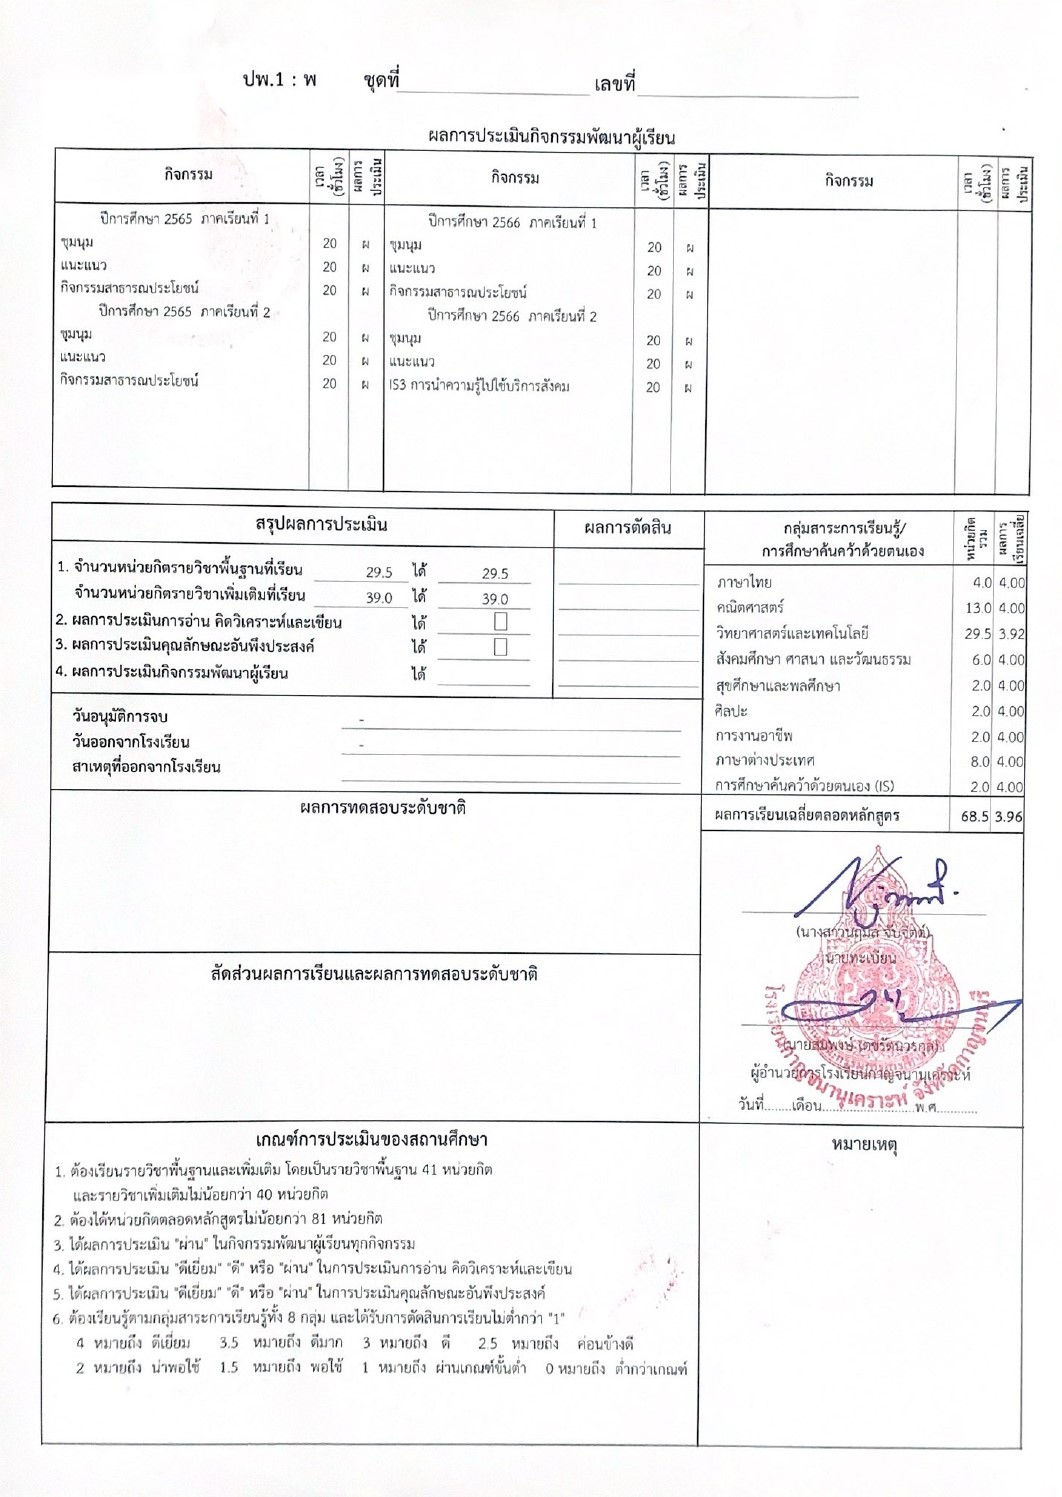 ปพ.1 : พ ชุดที่ เลขที่
ผลการประเมินกิจกรรมพัฒนาผู้เรียน
กิจกรรม เวลา (ชั่วโมง) ผลการประเมิน กิจกรรม เวลา (ชั่วโมง) ผลการประเมิน กิจกรรม เวลา (ชั่วโมง) ผลการประเมิน
ปีการศึกษา 2565 ภาคเรียนที่ 1
ชุมนุม 20 ผ
แนะแนว 20 ผ
กิจกรรมสาธารณประโยชน์ 20 ผ
ปีการศึกษา 2565 ภาคเรียนที่ 2
ชุมนุม 20 ผ
แนะแนว 20 ผ
กิจกรรมสาธารณประโยชน์ 20 ผ
ปีการศึกษา 2566 ภาคเรียนที่ 1
ชุมนุม 20 ผ
แนะแนว 20 ผ
กิจกรรมสาธารณประโยชน์ 20 ผ
ปีการศึกษา 2566 ภาคเรียนที่ 2
ชุมนุม 20 ผ
แนะแนว 20 ผ
IS3 การนำความรู้ไปใช้บริการสังคม 20 ผ
สรุปผลการประเมิน ผลการตัดสิน
1. จำนวนหน่วยกิตรายวิชาพื้นฐานที่เรียน 29.5 ได้ 29.5
จำนวนหน่วยกิตรายวิชาเพิ่มเติมที่เรียน 39.0 ได้ 39.0
2. ผลการประเมินการอ่าน คิดวิเคราะห์และเขียน ได้
3. ผลการประเมินคุณลักษณะอันพึงประสงค์ ได้
4. ผลการประเมินกิจกรรมพัฒนาผู้เรียน ได้
วันอนุมัติการจบ -
วันออกจากโรงเรียน -
สาเหตุที่ออกจากโรงเรียน
กลุ่มสาระการเรียนรู้/ หน่วยกิตรวม ผลการเรียนเฉลี่ย
การศึกษาค้นคว้าด้วยตนเอง
ภาษาไทย 4.0 4.00
คณิตศาสตร์ 13.0 4.00
วิทยาศาสตร์และเทคโนโลยี 29.5 3.92
สังคมศึกษา ศาสนา และวัฒนธรรม 6.0 4.00
สุขศึกษาและพลศึกษา 2.0 4.00
ศิลปะ 2.0 4.00
การงานอาชีพ 2.0 4.00
ภาษาต่างประเทศ 8.0 4.00
การศึกษาค้นคว้าด้วยตนเอง (IS) 2.0 4.00
ผลการเรียนเฉลี่ยตลอดหลักสูตร 68.5 3.96
ผลการทดสอบระดับชาติ
สัดส่วนผลการเรียนและผลการทดสอบระดับชาติ
(นางสาวนฤมล จับจิตต์)
นายทะเบียน
(นายสมพงษ์ เตชรัตนวรกุล)
ผู้อำนวยการโรงเรียนกาญจนานุเคราะห์
วันที่........เดือน........................พ.ศ...........
โรงเรียนกาญจนานุเคราะห์ จังหวัดกาญจนบุรี
เกณฑ์การประเมินของสถานศึกษา
1. ต้องเรียนรายวิชาพื้นฐานและเพิ่มเติม โดยเป็นรายวิชาพื้นฐาน 41 หน่วยกิต
และรายวิชาเพิ่มเติมไม่น้อยกว่า 40 หน่วยกิต
2. ต้องได้หน่วยกิตตลอดหลักสูตรไม่น้อยกว่า 81 หน่วยกิต
3. ได้ผลการประเมิน "ผ่าน" ในกิจกรรมพัฒนาผู้เรียนทุกกิจกรรม
4. ได้ผลการประเมิน "ดีเยี่ยม" "ดี" หรือ "ผ่าน" ในการประเมินการอ่าน คิดวิเคราะห์และเขียน
5. ได้ผลการประเมิน "ดีเยี่ยม" "ดี" หรือ "ผ่าน" ในการประเมินคุณลักษณะอันพึงประสงค์
6. ต้องเรียนรู้ตามกลุ่มสาระการเรียนรู้ทั้ง 8 กลุ่ม และได้รับการตัดสินการเรียนไม่ต่ำกว่า "1"
4 หมายถึง ดีเยี่ยม 3.5 หมายถึง ดีมาก 3 หมายถึง ดี 2.5 หมายถึง ค่อนข้างดี
2 หมายถึง น่าพอใช้ 1.5 หมายถึง พอใช้ 1 หมายถึง ผ่านเกณฑ์ขั้นต่ำ 0 หมายถึง ต่ำกว่าเกณฑ์
หมายเหตุ